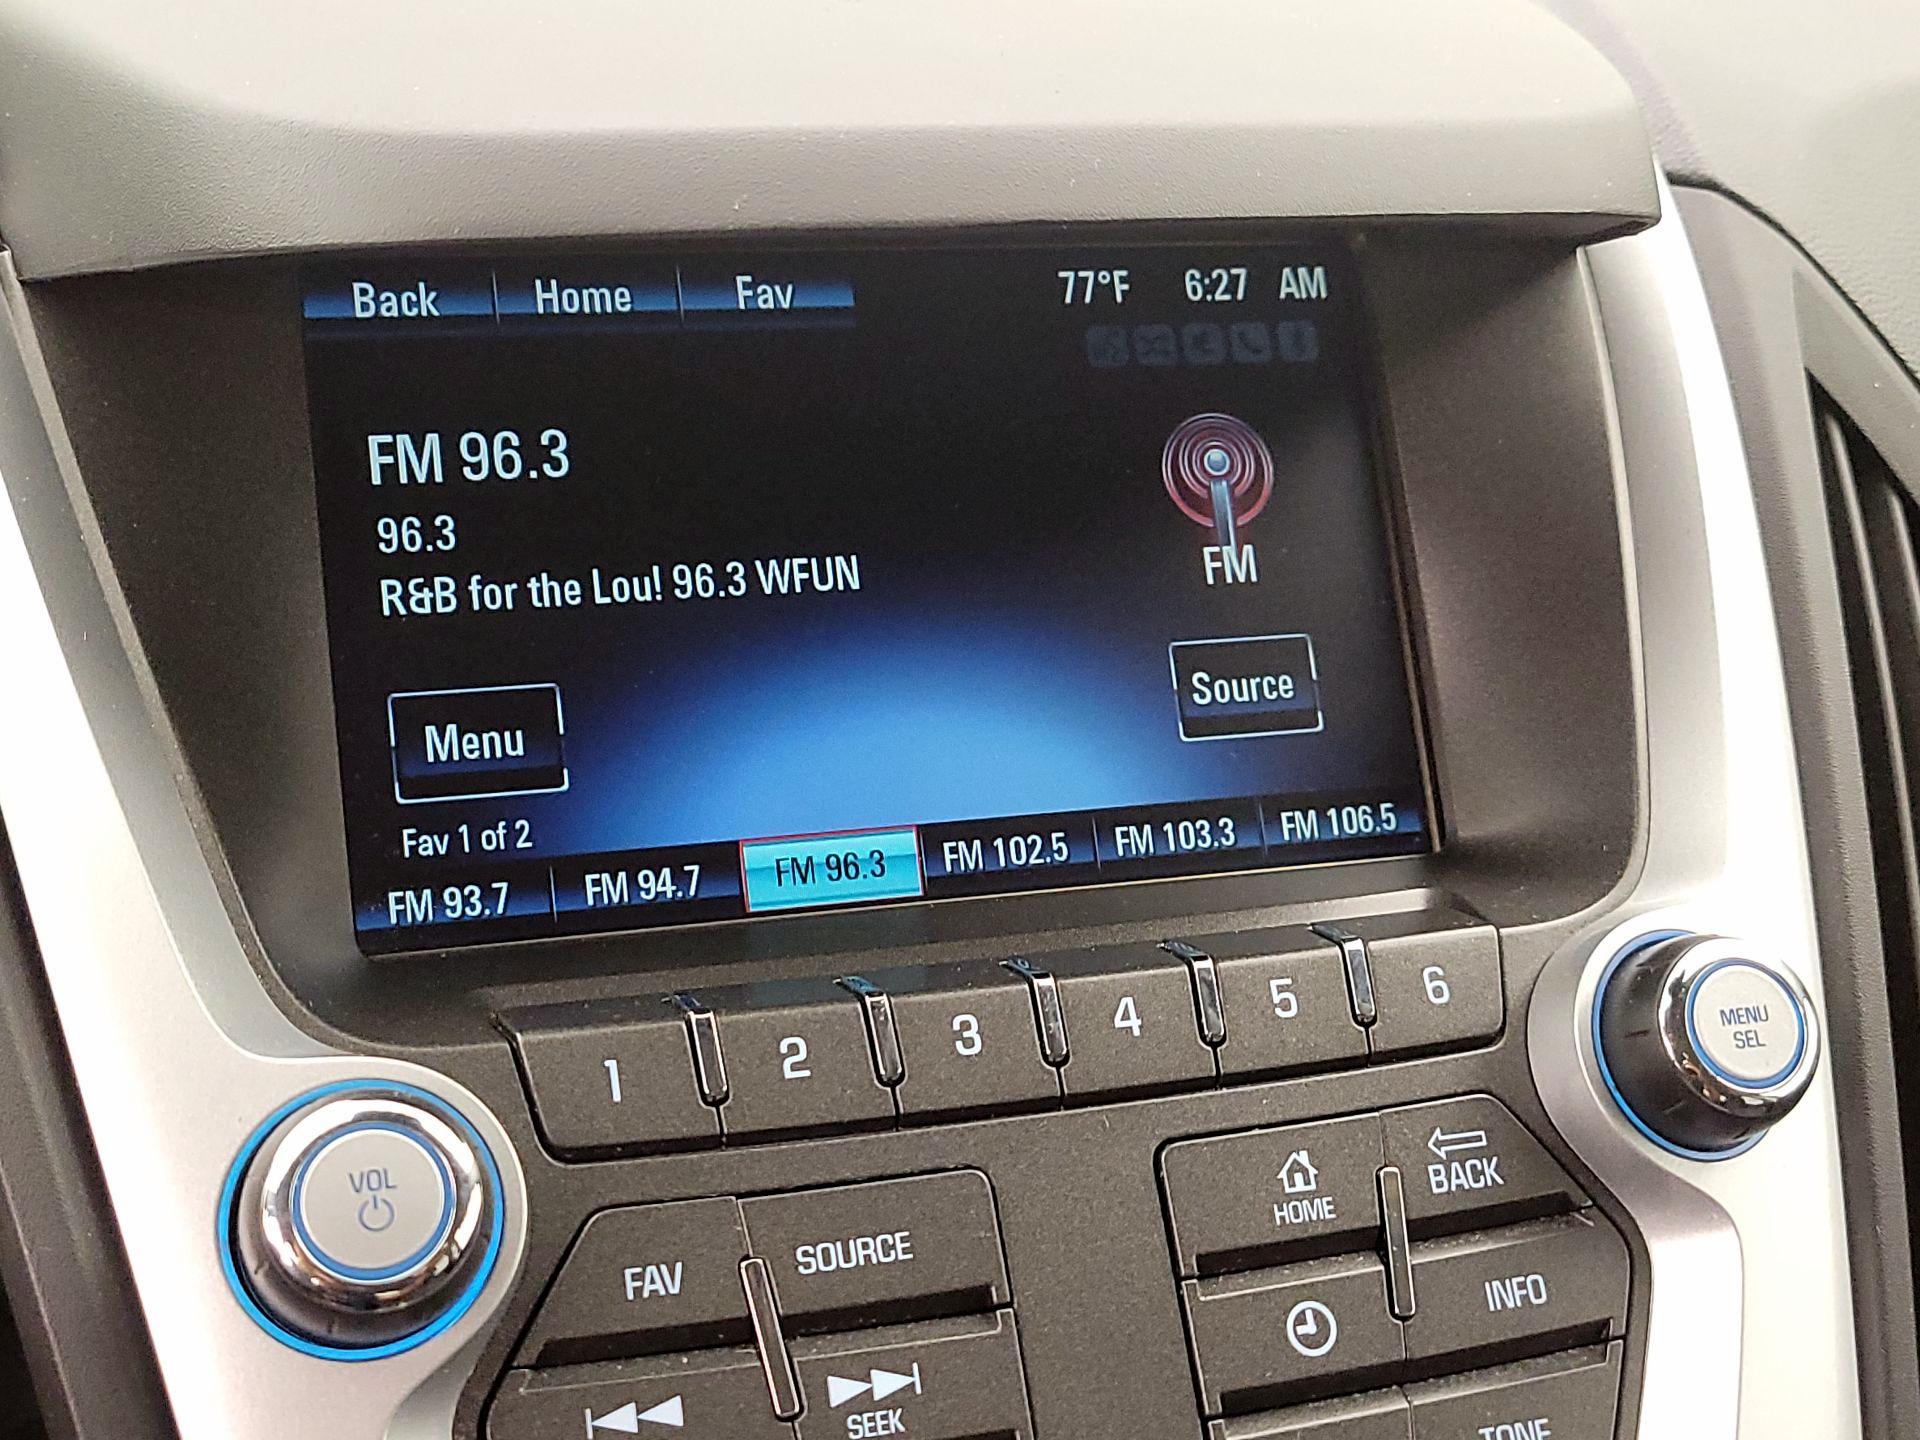 Back Home Fav 77°F 6:27 AM
FM 96.3
96.3
R&B for the Lou! 96.3 WFUN
FM
Menu
Source
Fav 1 of 2
FM 93.7 FM 94.7 FM 96.3 FM 102.5 FM 103.3 FM 106.5
1 2 3 4 5 6
MENU
SEL
VOL
FAV SOURCE
SEEK
HOME
BACK
INFO
TONE